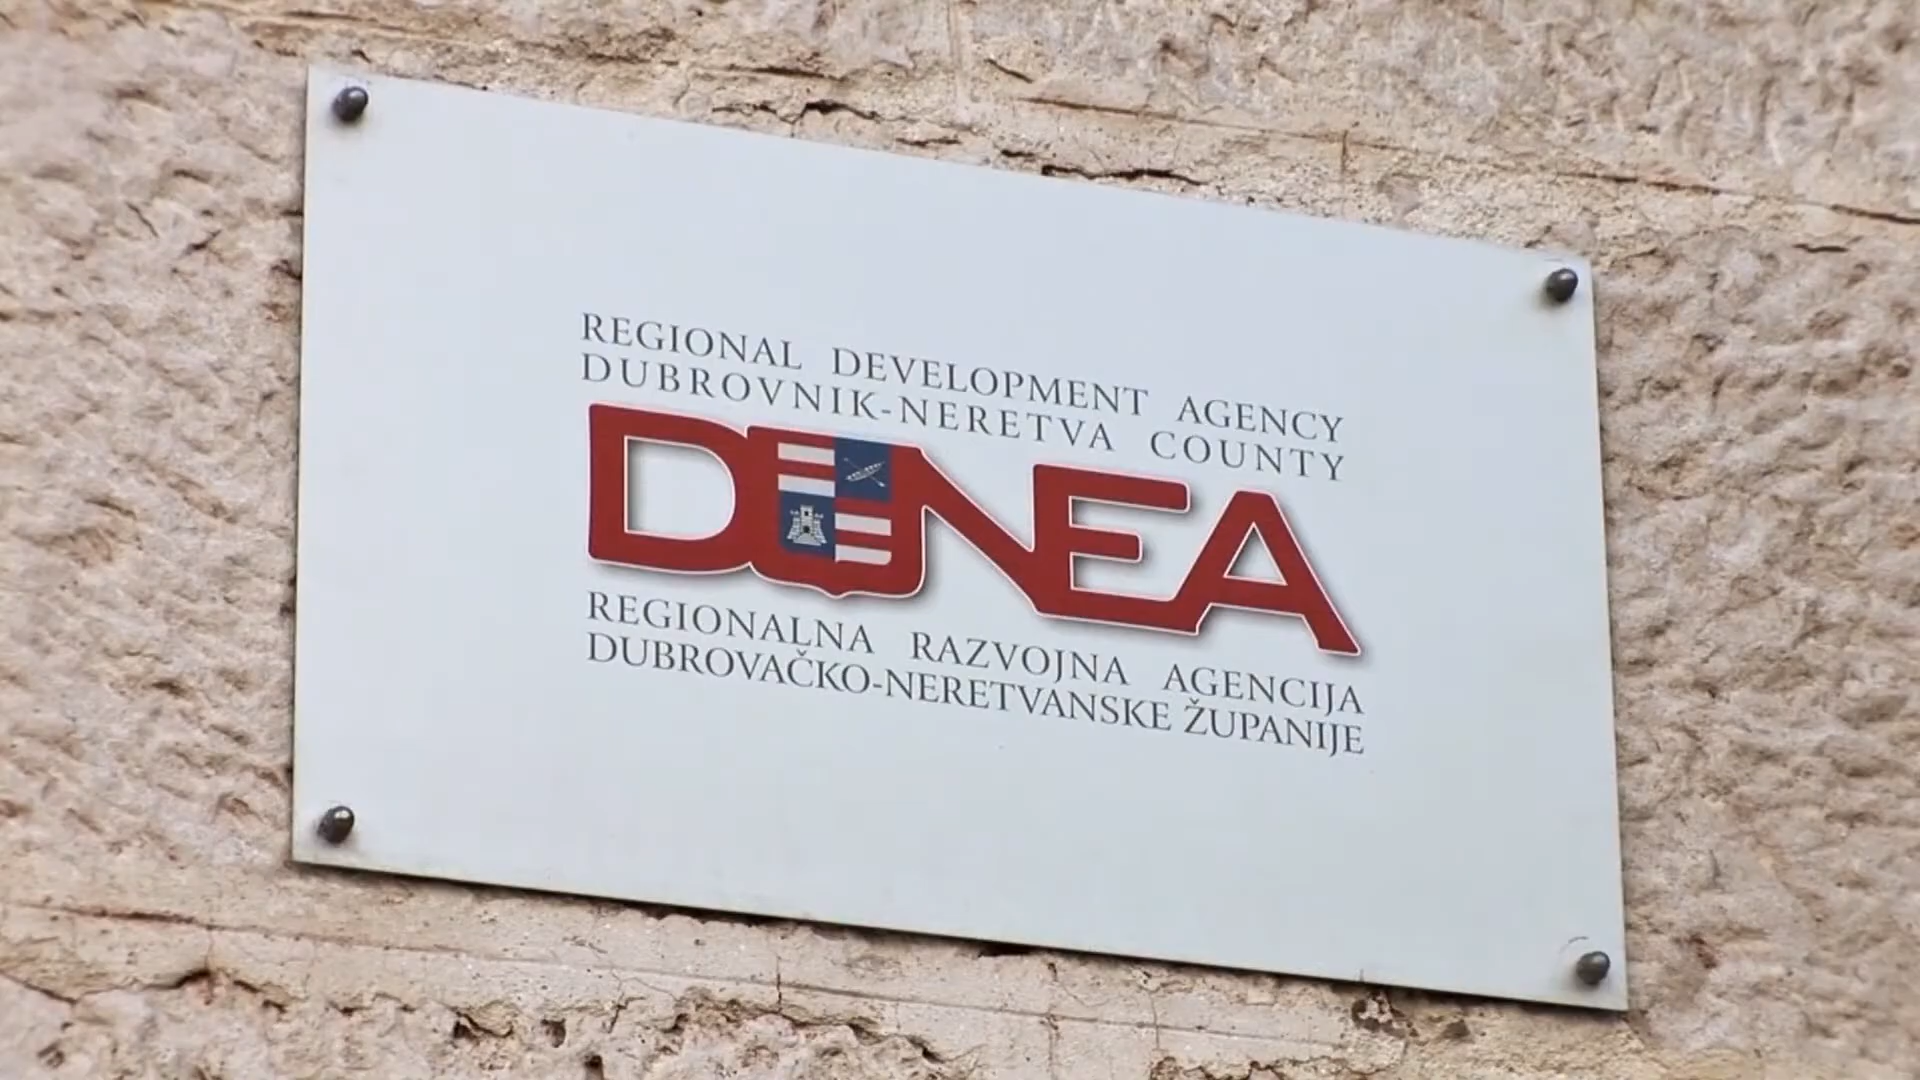 REGIONAL DEVELOPMENT AGENCY
DUBROVNIK-NERETVA COUNTY
DUNEA
REGIONALNA RAZVOJNA AGENCIJA
DUBROVAČKO-NERETVANSKE ŽUPANIJE